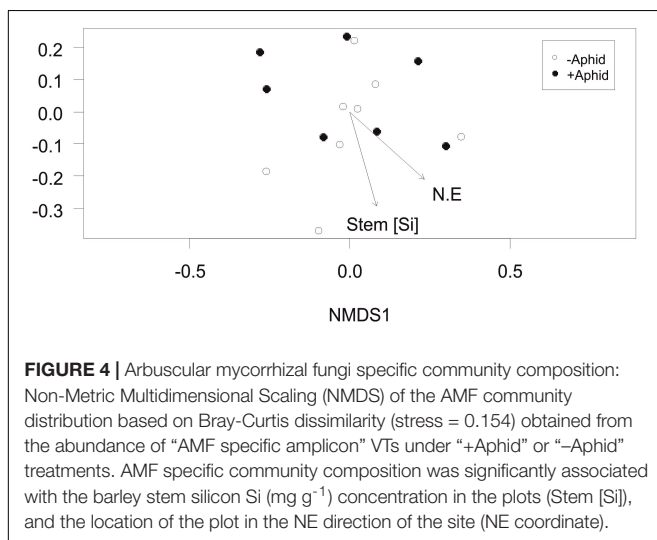 0.2
0.1
0.0
-0.1
-0.2
-0.3
-Aphid
+Aphid
N.E
Stem [Si]
-0.5
0.0
0.5
NMDS1
FIGURE 4 | Arbuscular mycorrhizal fungi specific community composition:
Non-Metric Multidimensional Scaling (NMDS) of the AMF community
distribution based on Bray-Curtis dissimilarity (stress = 0.154) obtained from
the abundance of “AMF specific amplicon” VTs under “+Aphid” or “–Aphid”
treatments. AMF specific community composition was significantly associated
with the barley stem silicon Si (mg g⁻¹) concentration in the plots (Stem [Si]),
and the location of the plot in the NE direction of the site (NE coordinate).